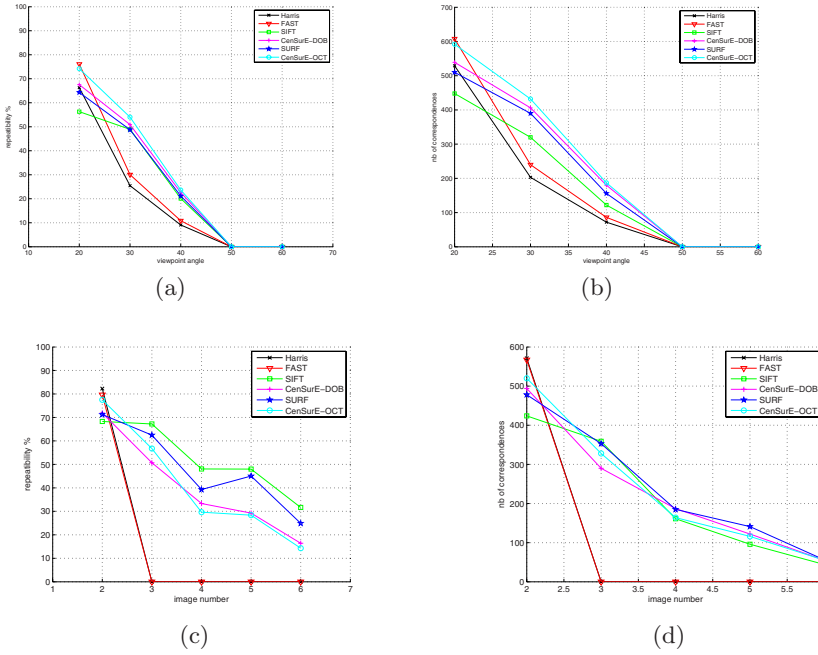 100
90
80
70
60
50
40
30
20
10
0
repeatibility %
10 20 30 40 50 60 70
viewpoint angle
Harris
FAST
SIFT
CenSurE−DOB
SURF
CenSurE−OCT
(a)
700
600
500
400
300
200
100
0
nb of correspondences
20 25 30 35 40 45 50 55 60
viewpoint angle
Harris
FAST
SIFT
CenSurE−DOB
SURF
CenSurE−OCT
(b)
100
90
80
70
60
50
40
30
20
10
0
repeatibility %
1 2 3 4 5 6 7
image number
Harris
FAST
SIFT
CenSurE−DOB
SURF
CenSurE−OCT
(c)
600
500
400
300
200
100
0
nb of correspondences
2 2.5 3 3.5 4 4.5 5 5.5
image number
Harris
FAST
SIFT
CenSurE−DOB
SURF
CenSurE−OCT
(d)